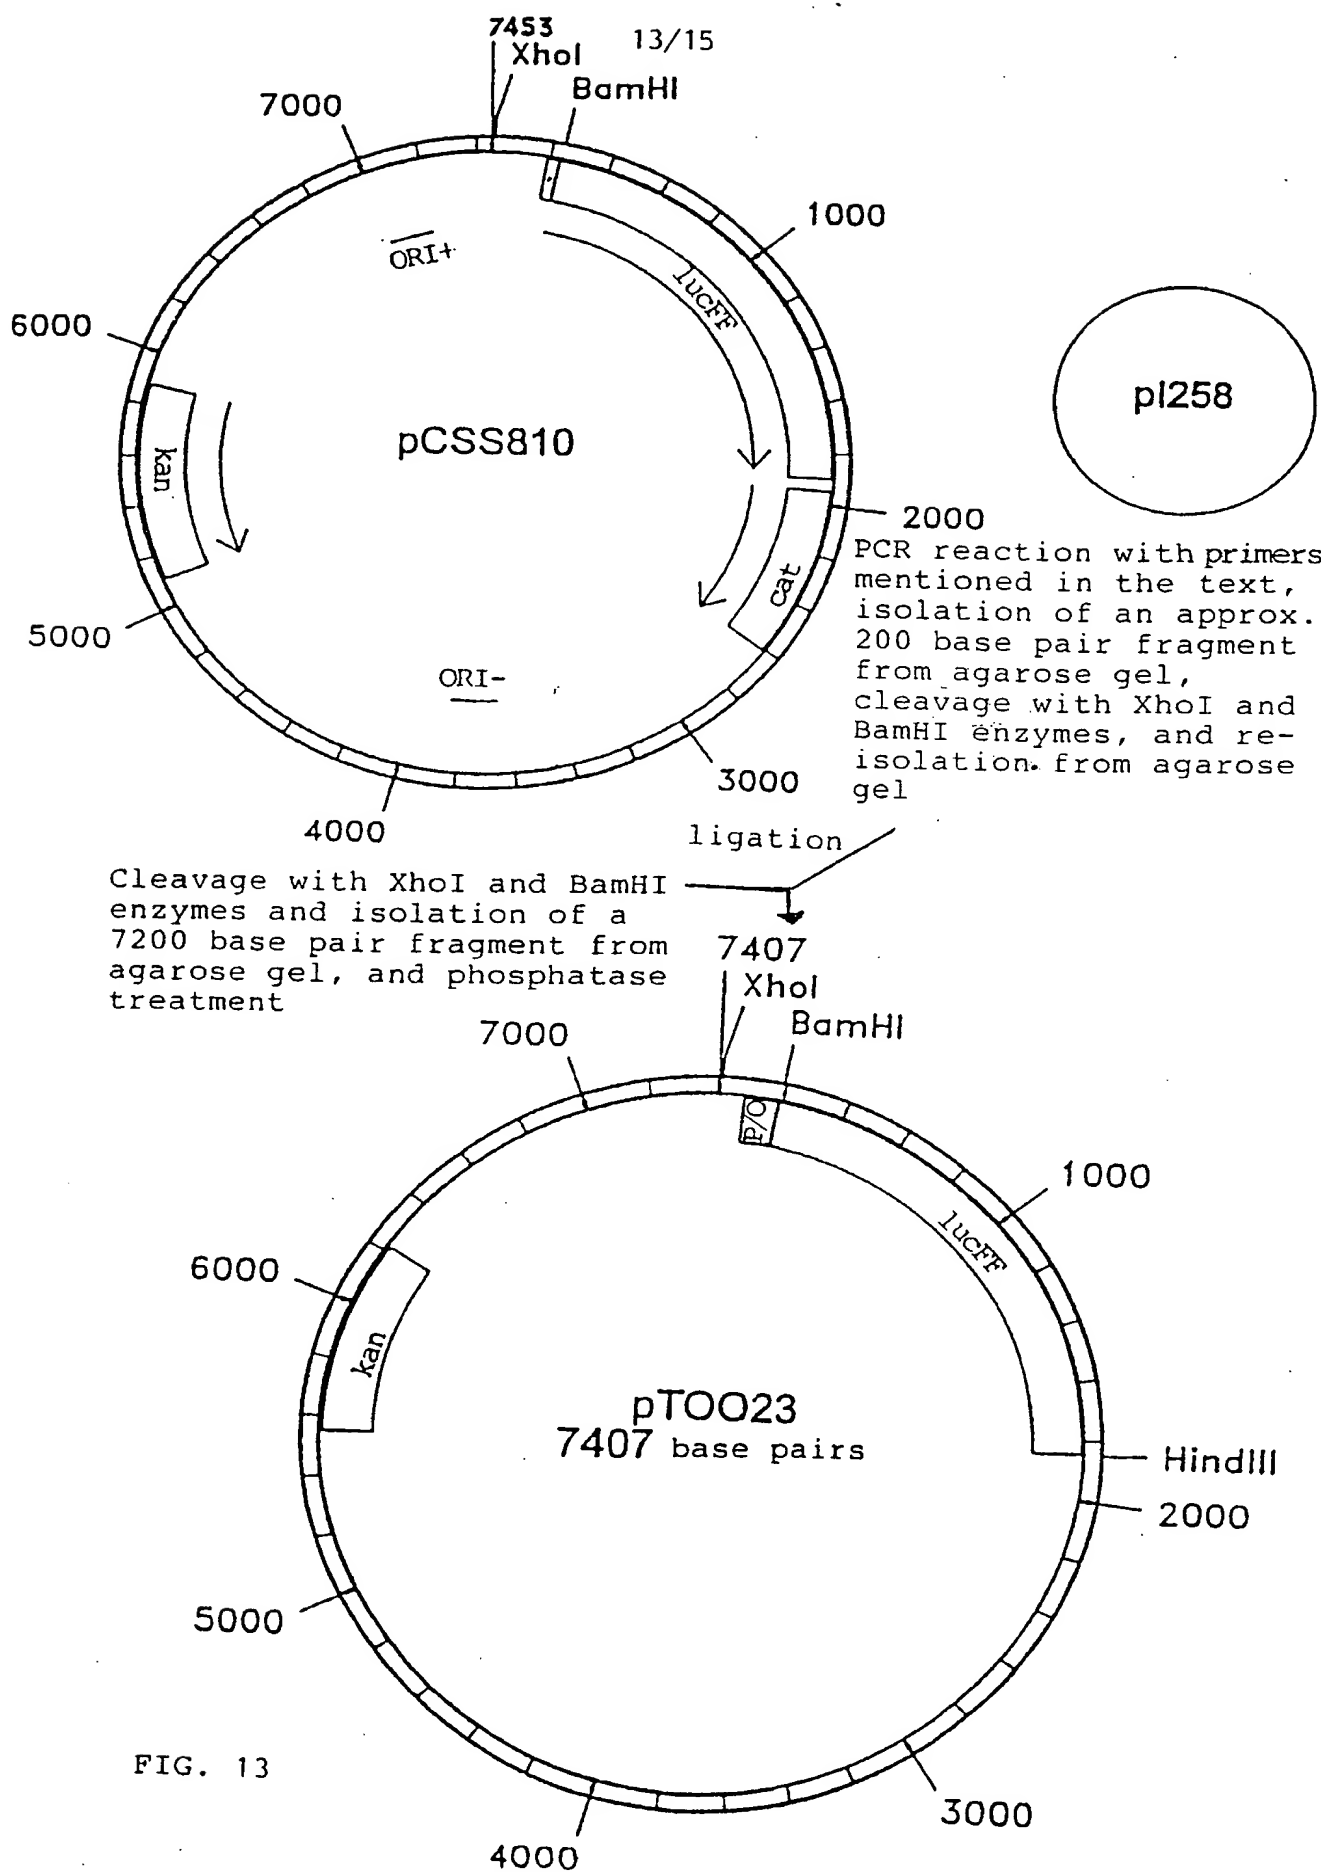 7453
13/15
XhoI
BamHI
7000
1000
ORI+
lucFF
6000
pI258
pCSS810
kan
2000
cat
5000
ORI-
3000
4000
PCR reaction with primers
mentioned in the text,
isolation of an approx.
200 base pair fragment
from agarose gel,
cleavage with XhoI and
BamHI enzymes, and re-
isolation from agarose
gel
ligation
Cleavage with XhoI and BamHI
enzymes and isolation of a
7200 base pair fragment from
agarose gel, and phosphatase
treatment
7407
XhoI
BamHI
7000
P/O
1000
lucFF
6000
kan
pTOO23
7407 base pairs
HindIII
2000
5000
3000
4000
FIG. 13